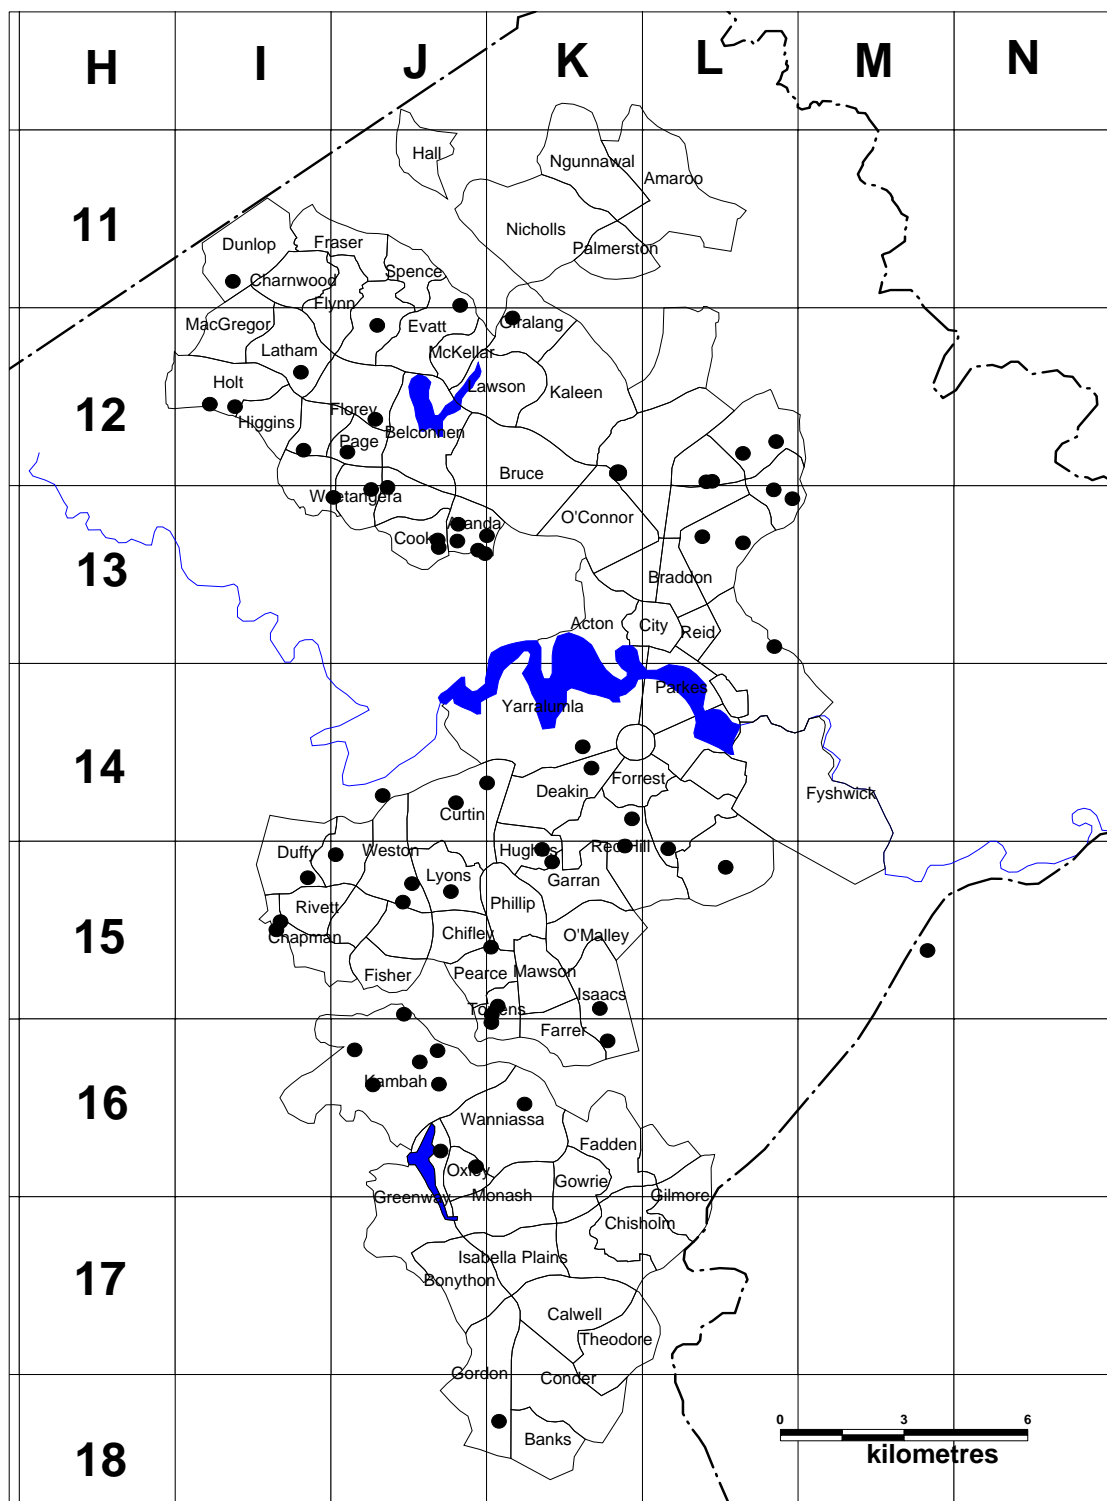 H I J K L M N
Hall
Ngunnawal
Amaroo
11
Nicholls
Dunlop
Fraser
Palmerston
Spence
Charnwood
Flynn
MacGregor
Evatt
Giralang
Latham
McKellar
Holt
Lawson
Kaleen
12
Florey
Higgins
Belconnen
Page
Bruce
Weetangera
O'Connor
Aranda
Cook
13
Braddon
Acton
City
Reid
Parkes
Yarralumla
14
Forrest
Deakin
Fyshwick
Curtin
Duffy
Weston
Hughes
Red Hill
Lyons
Garran
Rivett
Phillip
15
Chapman
Chifley
O'Malley
Fisher
Pearce
Mawson
Isaacs
Torrens
Farrer
Kambah
16
Wanniassa
Fadden
Oxley
Gowrie
Greenway
Monash
Gilmore
Chisholm
Isabella Plains
17
Bonython
Calwell
Theodore
Gordon
Conder
Banks
18
0 3 6
kilometres